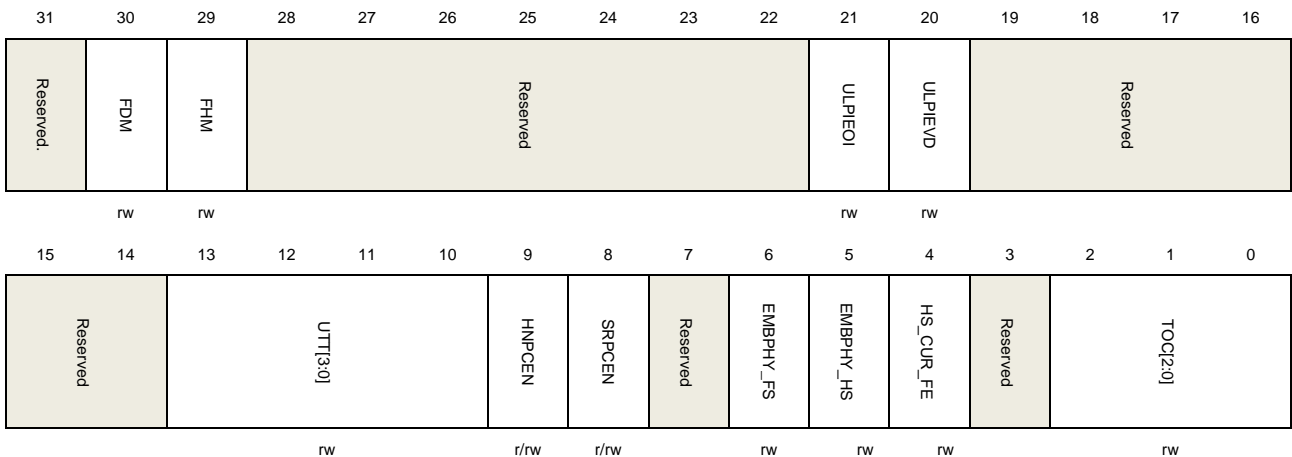 31 30 29 28 27 26 25 24 23 22 21 20 19 18 17 16
Reserved. FDM FHM Reserved ULPIEOI ULPIEVD Reserved
rw rw rw rw
15 14 13 12 11 10 9 8 7 6 5 4 3 2 1 0
Reserved UTT[3:0] HNPCEN SRPCEN Reserved EMBPHY_FS EMBPHY_HS HS_CUR_FE Reserved TOC[2:0]
rw r/rw r/rw rw rw rw rw